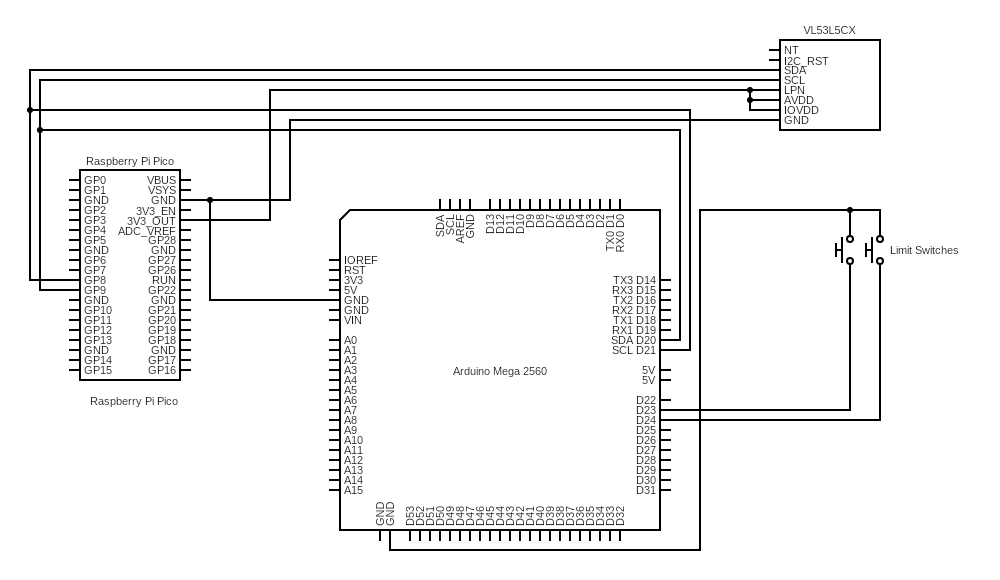 VL53L5CX
NT
I2C_RST
SDA
SCL
LPN
AVDD
IOVDD
GND
Raspberry Pi Pico
GP0 VBUS
GP1 VSYS
GND GND
GP2 3V3_EN
GP3 3V3_OUT
GP4 ADC_VREF
GP5 GP28
GND GND
GP6 GP27
GP7 GP26
GP8 RUN
GP9 GP22
GND GND
GP10 GP21
GP11 GP20
GP12 GP19
GP13 GP18
GND GND
GP14 GP17
GP15 GP16
Raspberry Pi Pico
SDA
SCL
AREF
GND
D13
D12
D11
D10
D9
D8
D7
D6
D5
D4
D3
D2
TX0 D1
RX0 D0
IOREF
RST
3V3
5V
GND
GND
VIN
A0
A1
A2
A3
A4
A5
A6
A7
A8
A9
A10
A11
A12
A13
A14
A15
Arduino Mega 2560
TX3 D14
RX3 D15
TX2 D16
RX2 D17
TX1 D18
RX1 D19
SDA D20
SCL D21
5V
5V
D22
D23
D24
D25
D26
D27
D28
D29
D30
D31
GND
GND
D53
D52
D51
D50
D49
D48
D47
D46
D45
D44
D43
D42
D41
D40
D39
D38
D37
D36
D35
D34
D33
D32
Limit Switches